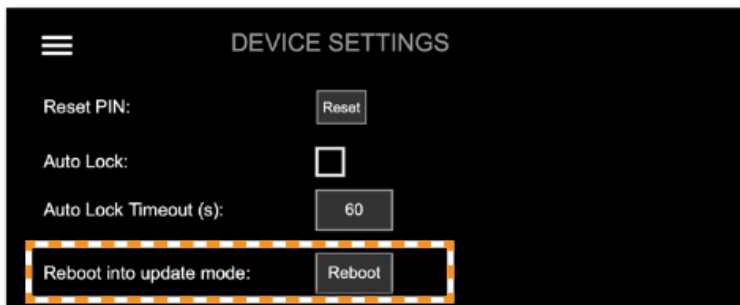 DEVICE SETTINGS
Reset PIN: Reset
Auto Lock:
Auto Lock Timeout (s): 60
Reboot into update mode: Reboot